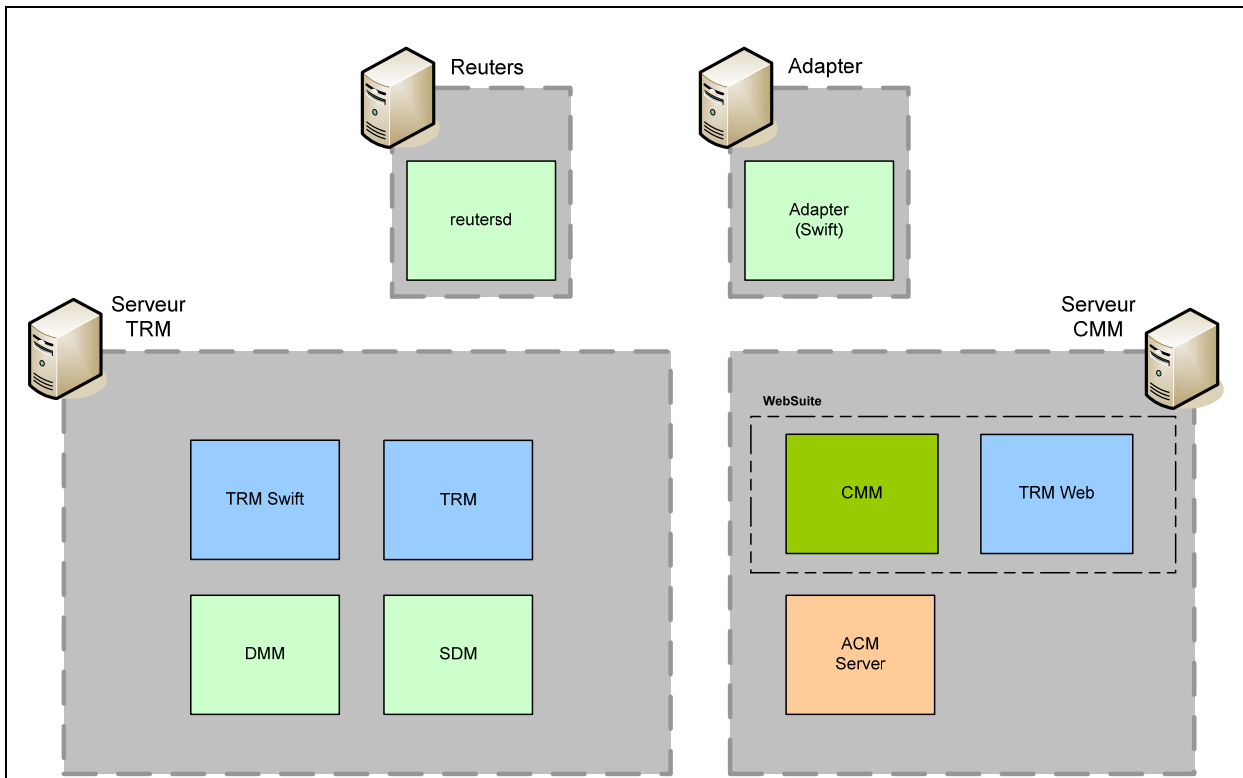 Reuters
Adapter
reutersd
Adapter
(Swift)
Serveur
TRM
Serveur
CMM
WebSuite
TRM Swift
TRM
CMM
TRM Web
DMM
SDM
ACM
Server